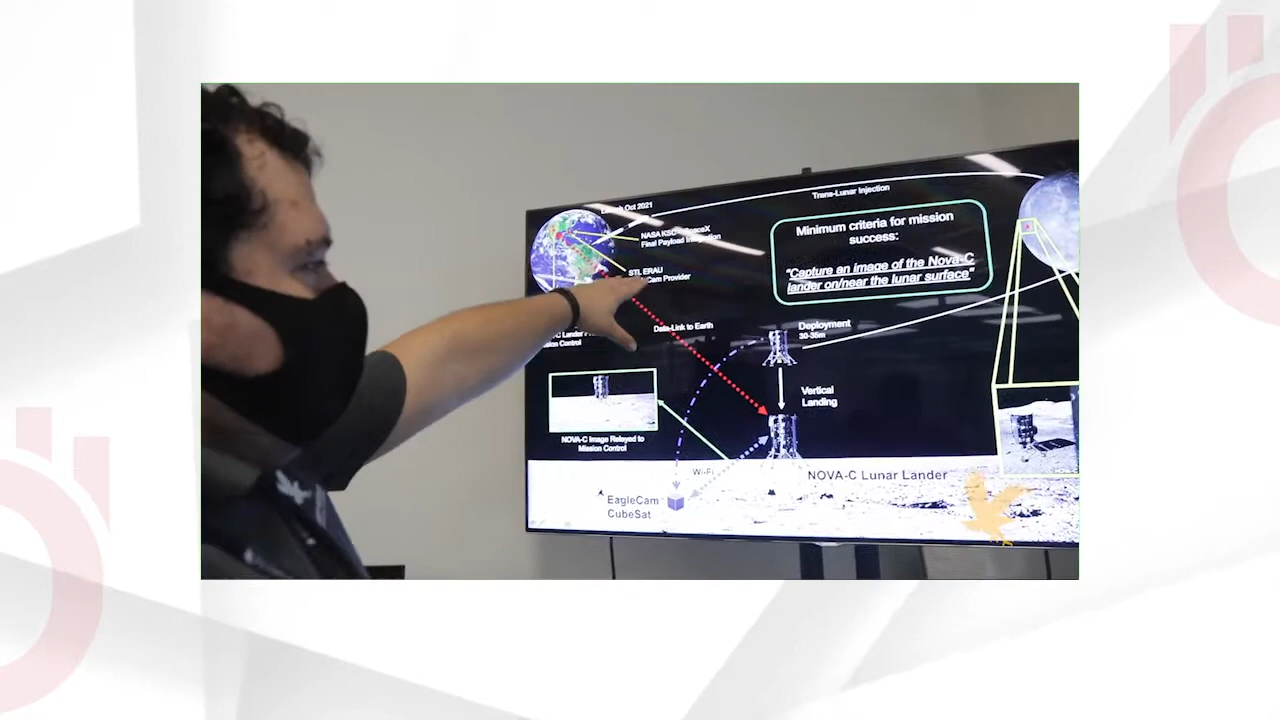 Oct 2021
Trans-Lunar Injection
NASA KSC
Final Payload
STL ERAU
Cam Provider
Minimum criteria for mission
success:
"Capture an image of the Nova-C
lander on/near the lunar surface"
Data-Link to Earth
Deployment
30-35m
Vertical
Landing
NOVA-C Image Relayed to
Mission Control
Wi-Fi
NOVA-C Lunar Lander
EagleCam
CubeSat